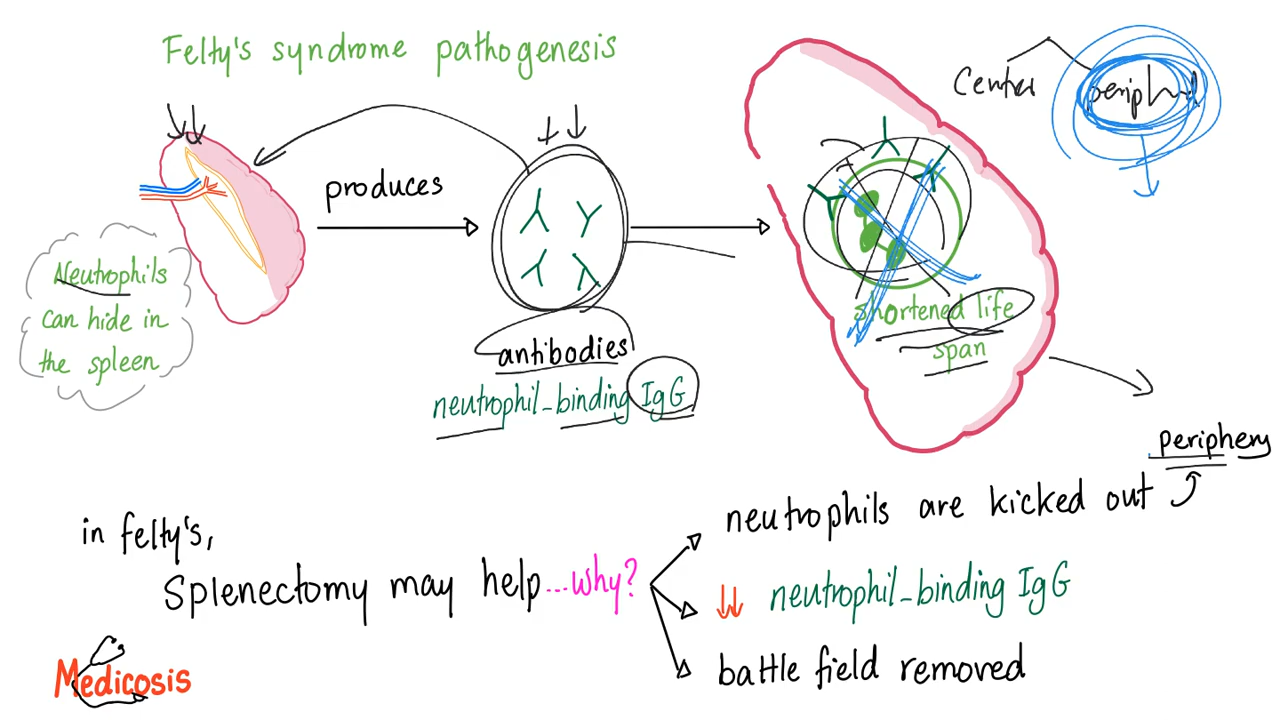 Felty's syndrome pathogenesis
Center
peripheral
produces
Neutrophils
can hide in
the spleen
antibodies
neutrophil-binding IgG
shortened life
span
periphery
neutrophils are kicked out
in felty's,
Splenectomy may help...why?
neutrophil-binding IgG
battle field removed
Medicosis